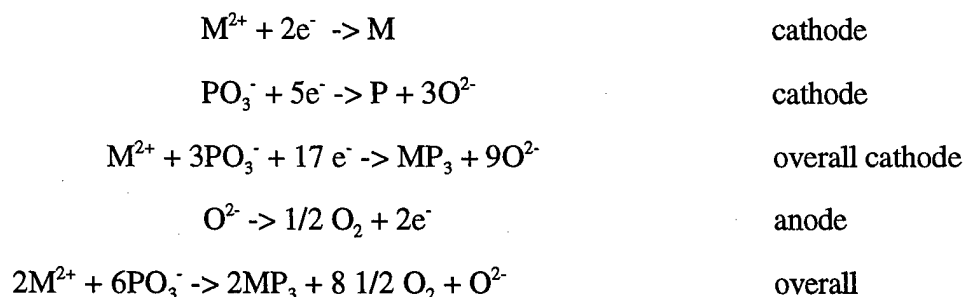 M²⁺ + 2e⁻ -> M cathode
PO₃⁻ + 5e⁻ -> P + 3O²⁻ cathode
M²⁺ + 3PO₃⁻ + 17 e⁻ -> MP₃ + 9O²⁻ overall cathode
O²⁻ -> 1/2 O₂ + 2e⁻ anode
2M²⁺ + 6PO₃⁻ -> 2MP₃ + 8 1/2 O₂ + O²⁻ overall